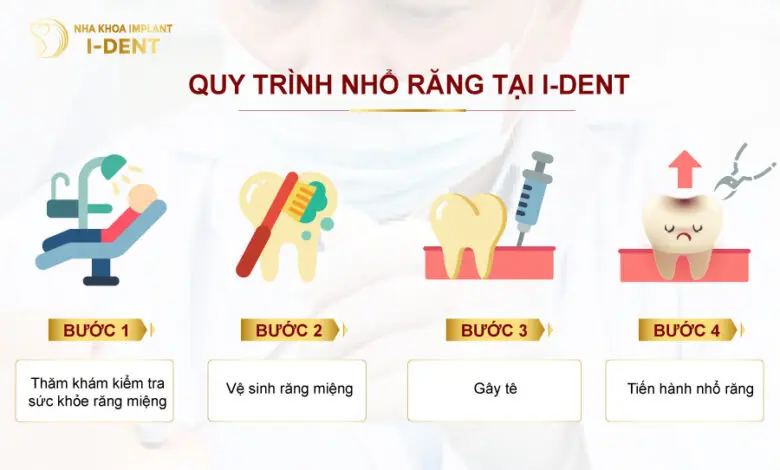 NHA KHOA IMPLANT
I-DENT
QUY TRÌNH NHỔ RĂNG TẠI I-DENT
BƯỚC 1
BƯỚC 2
BƯỚC 3
BƯỚC 4
Thăm khám kiểm tra
sức khỏe răng miệng
Vệ sinh răng miệng
Gây tê
Tiến hành nhổ răng